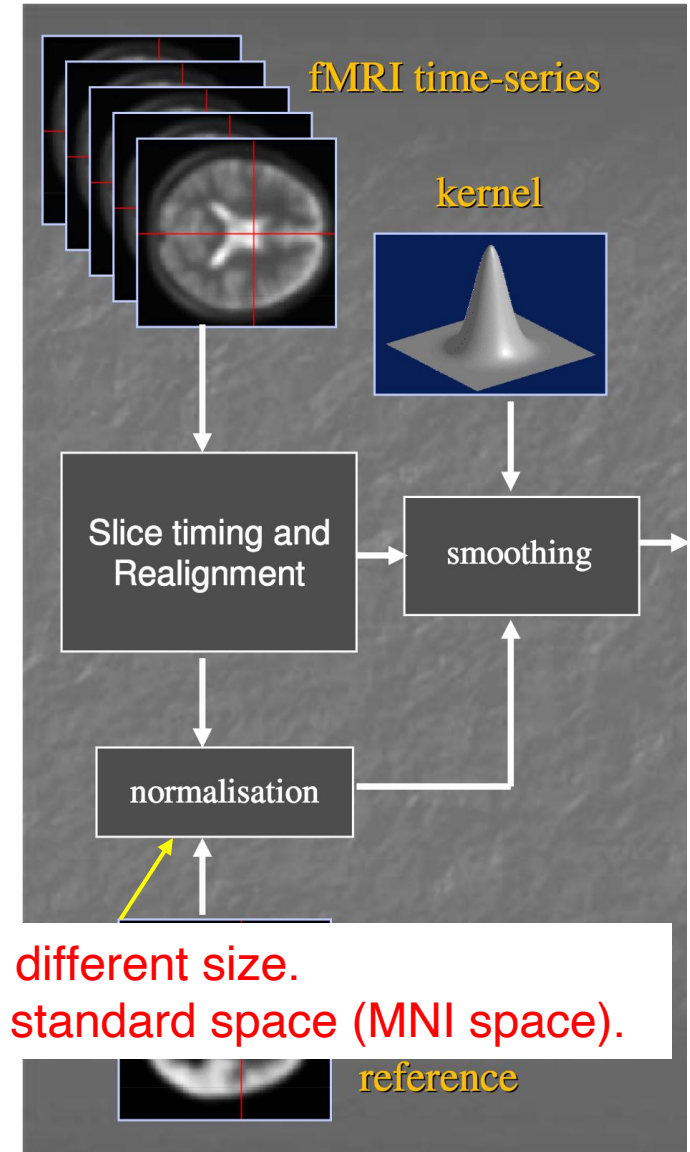 fMRI time-series
kernel
Slice timing and
Realignment
smoothing
normalisation
different size.
standard space (MNI space).
reference